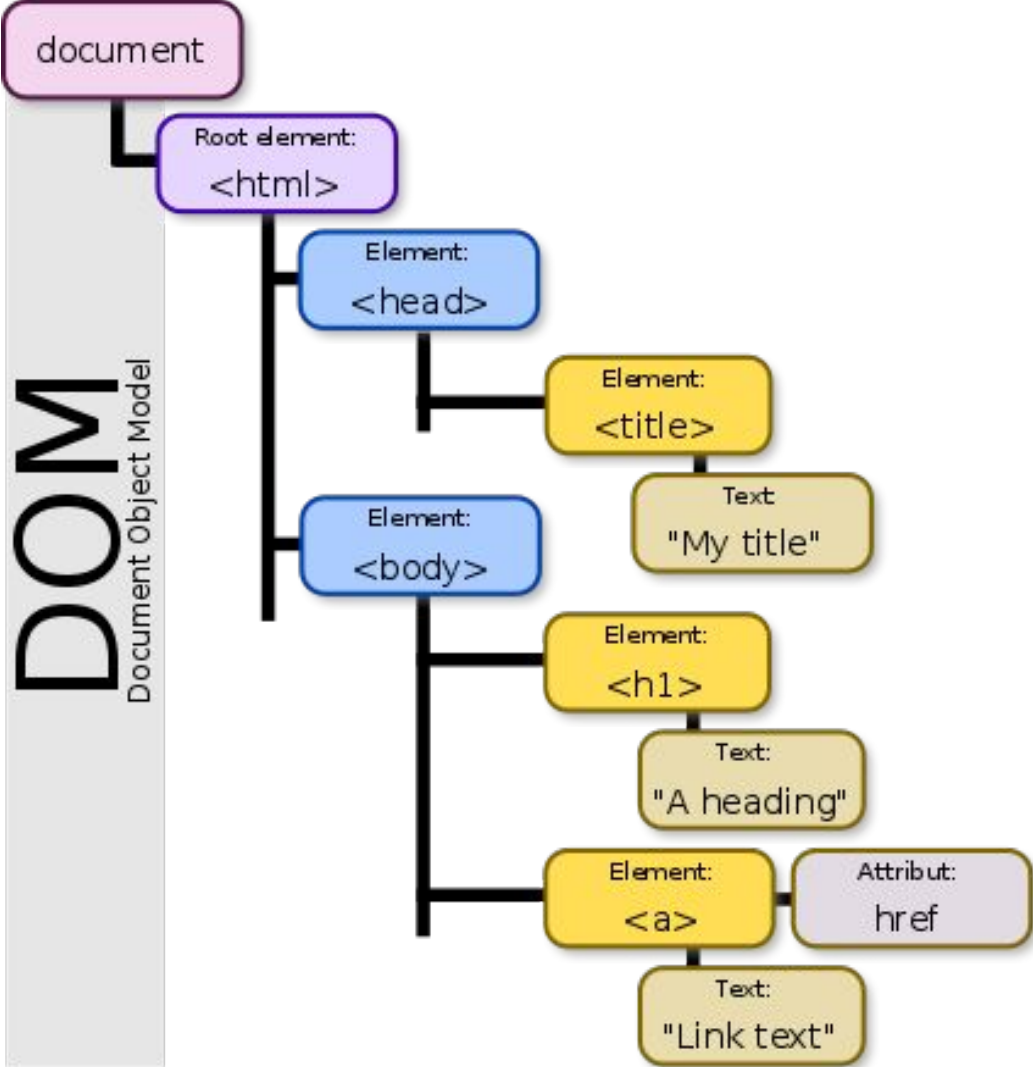 document
Root element:
<html>
Element:
<head>
Element:
<title>
Text
"My title"
Element:
<body>
Element:
<h1>
Text:
"A heading"
Element:
<a>
Attribut:
href
Text:
"Link text"
DOM
Document Object Model